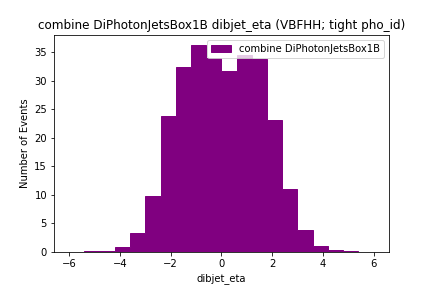 combine DiPhotonJetsBox1B dibjet_eta (VBFHH; tight pho_id)
combine DiPhotonJetsBox1B
Number of Events
35
30
25
20
15
10
5
0
−6 −4 −2 0 2 4 6
dibjet_eta